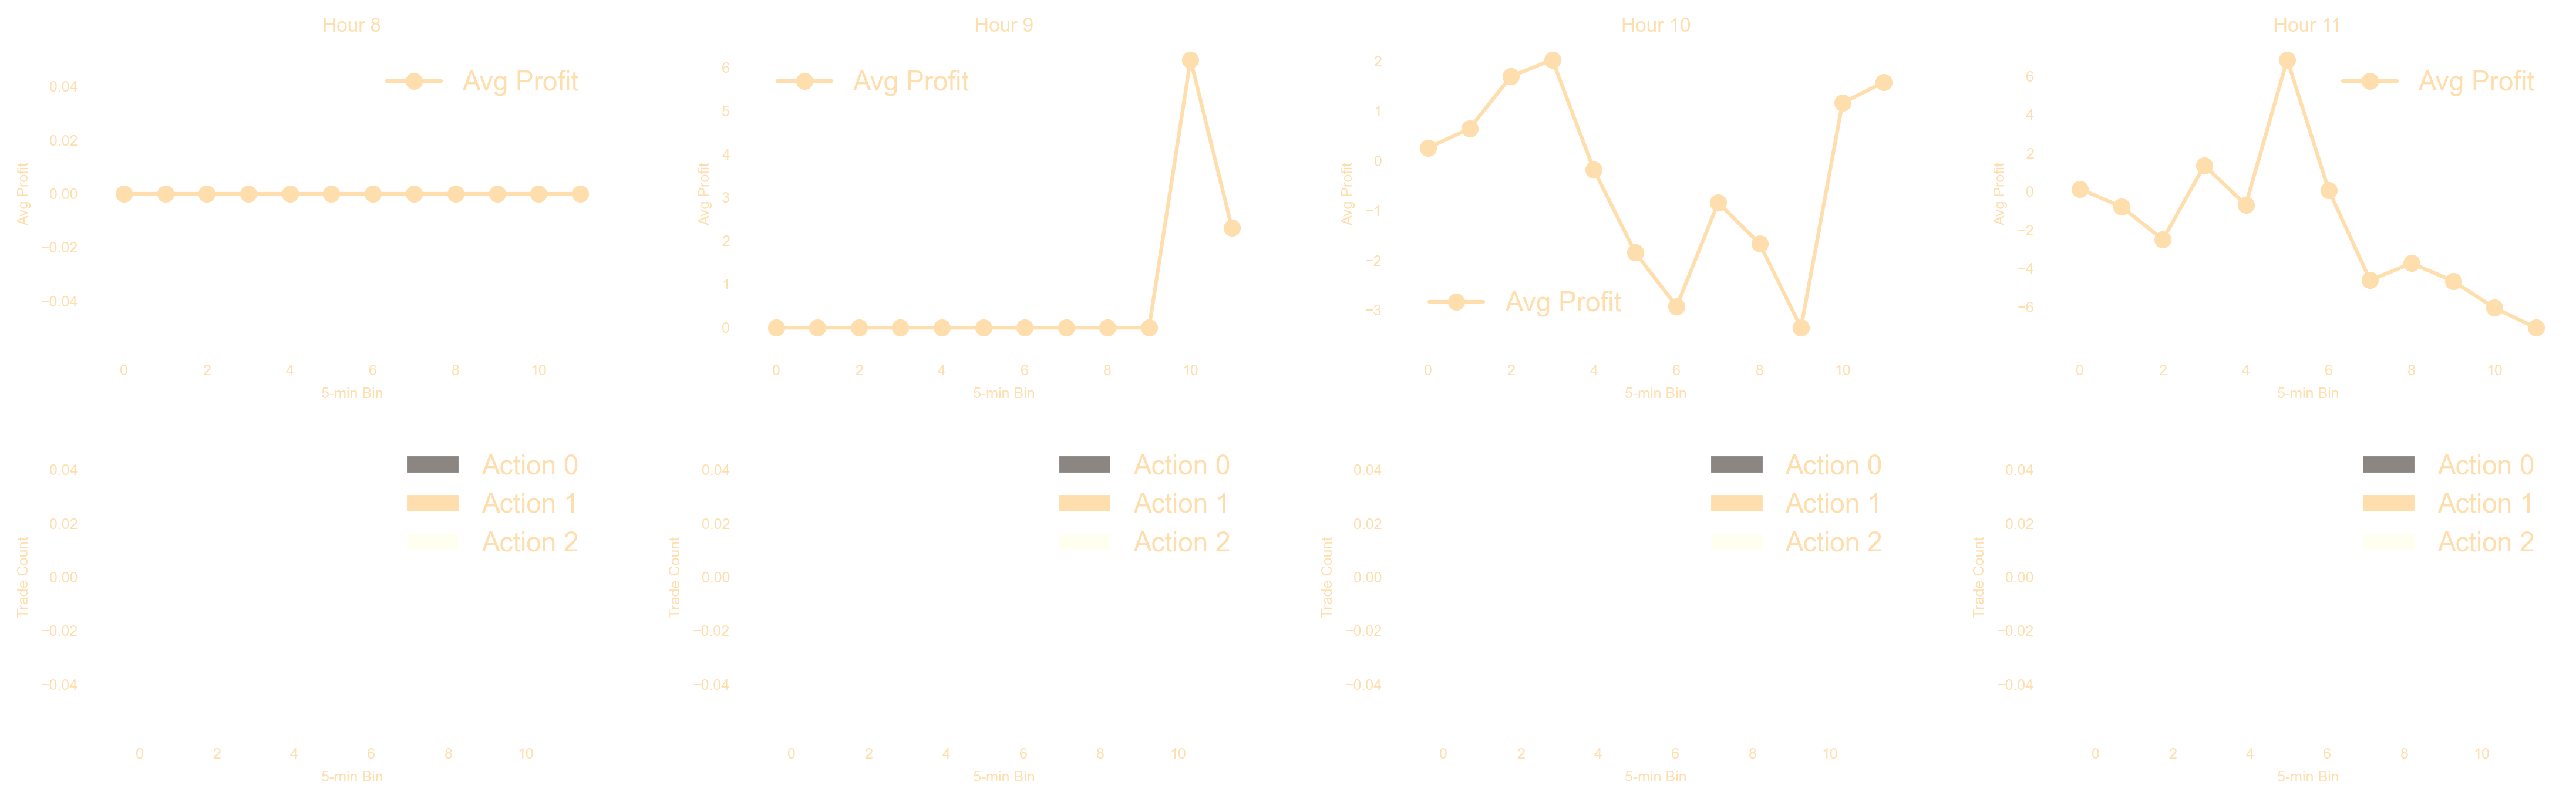 Hour 8
Avg Profit
0.04
0.02
0.00
−0.02
−0.04
Avg Profit
0 2 4 6 8 10
5-min Bin
Hour 9
Avg Profit
6
5
4
3
2
1
0
Avg Profit
0 2 4 6 8 10
5-min Bin
Hour 10
2
1
0
−1
−2
−3
Avg Profit
Avg Profit
0 2 4 6 8 10
5-min Bin
Hour 11
Avg Profit
6
4
2
0
−2
−4
−6
Avg Profit
0 2 4 6 8 10
5-min Bin
Action 0
Action 1
Action 2
0.04
0.02
0.00
−0.02
−0.04
Trade Count
0 2 4 6 8 10
5-min Bin
Action 0
Action 1
Action 2
0.04
0.02
0.00
−0.02
−0.04
Trade Count
0 2 4 6 8 10
5-min Bin
Action 0
Action 1
Action 2
0.04
0.02
0.00
−0.02
−0.04
Trade Count
0 2 4 6 8 10
5-min Bin
Action 0
Action 1
Action 2
0.04
0.02
0.00
−0.02
−0.04
Trade Count
0 2 4 6 8 10
5-min Bin